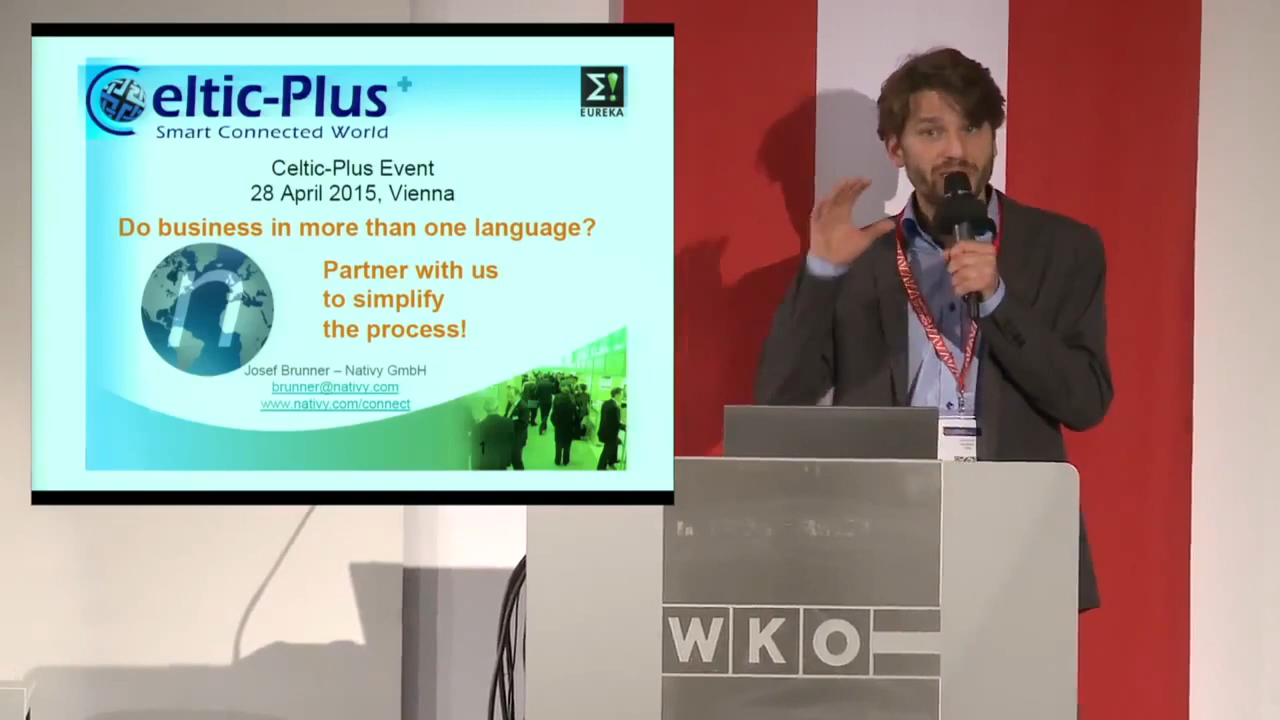 Celtic-Plus+
Smart Connected World
Σ!
EUREKA
Celtic-Plus Event
28 April 2015, Vienna
Do business in more than one language?
n
Partner with us
to simplify
the process!
Josef Brunner – Nativy GmbH
brunner@nativy.com
www.nativy.com/connect
1
WKO